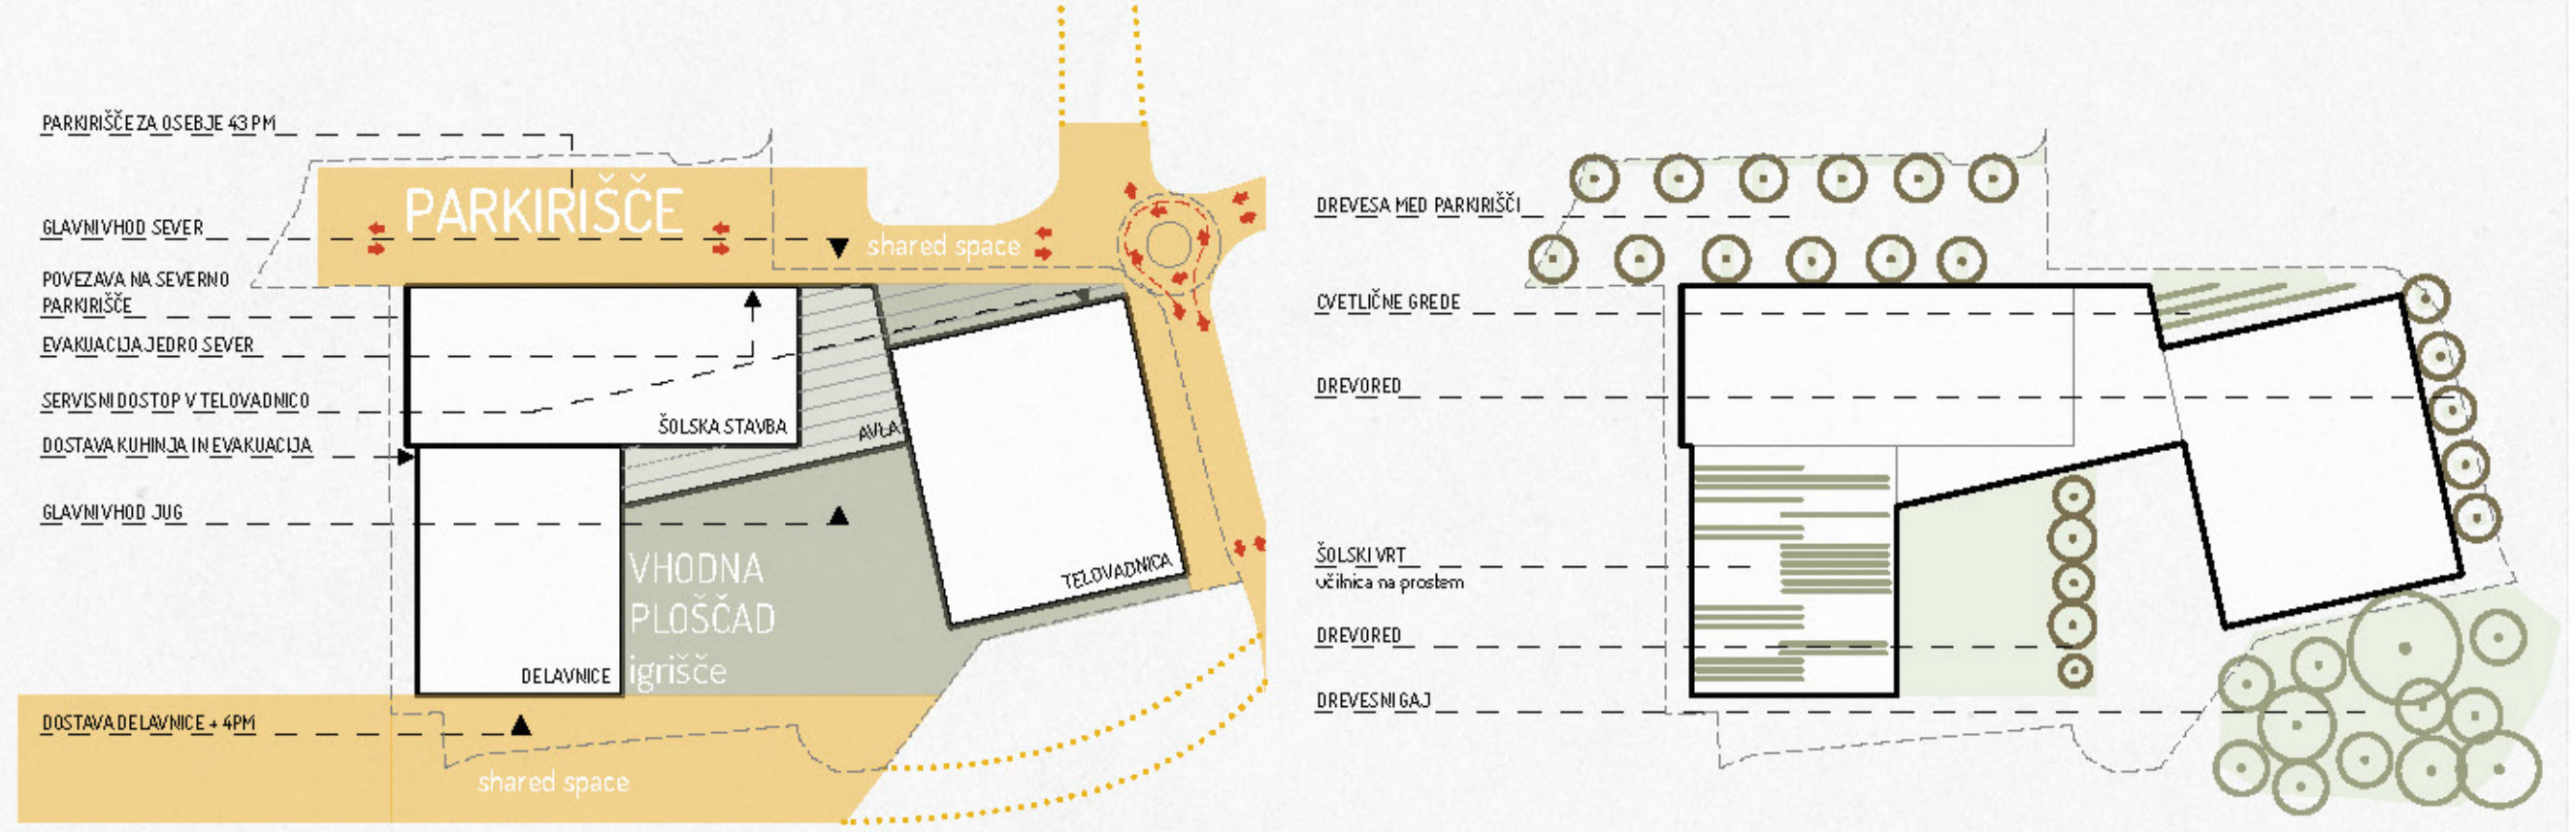 PARKIRIŠČE ZA OSEBJE 43 PM
GLAVNI VHOD SEVER
POVEZAVA NA SEVERNO
PARKIRIŠČE
EVAKUACIJA JEDRO SEVER
SERVISNI DOSTOP V TELOVADNICO
DOSTAVA KUHINJA IN EVAKUACIJA
GLAVNI VHOD JUG
DOSTAVA DELAVNICE + 4PM
PARKIRIŠČE
shared space
ŠOLSKA STAVBA
AVLA
TELOVADNICA
VHODNA
PLOŠČAD
igrišče
DELAVNICE
shared space
DREVESA MED PARKIRIŠČI
CVETLIČNE GREDE
DREVORED
ŠOLSKI VRT
učilnica na prostem
DREVORED
DREVESNI GAJ